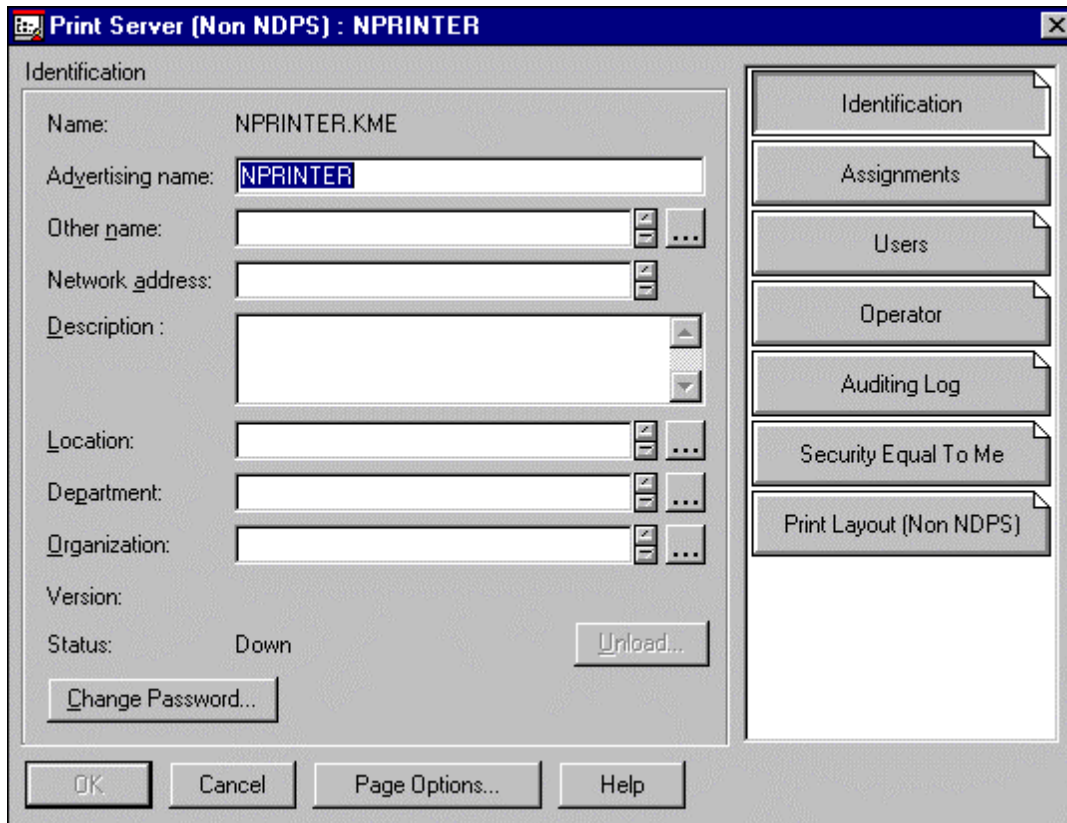 Print Server (Non NDPS) : NPRINTER
Identification
Name: NPRINTER.KME
Advertising name: NPRINTER
Other name:
...
Network address:
Description :
Location:
...
Department:
...
Organization:
...
Version:
Status: Down
Unload...
Change Password...
OK
Cancel
Page Options...
Help
Identification
Assignments
Users
Operator
Auditing Log
Security Equal To Me
Print Layout (Non NDPS)